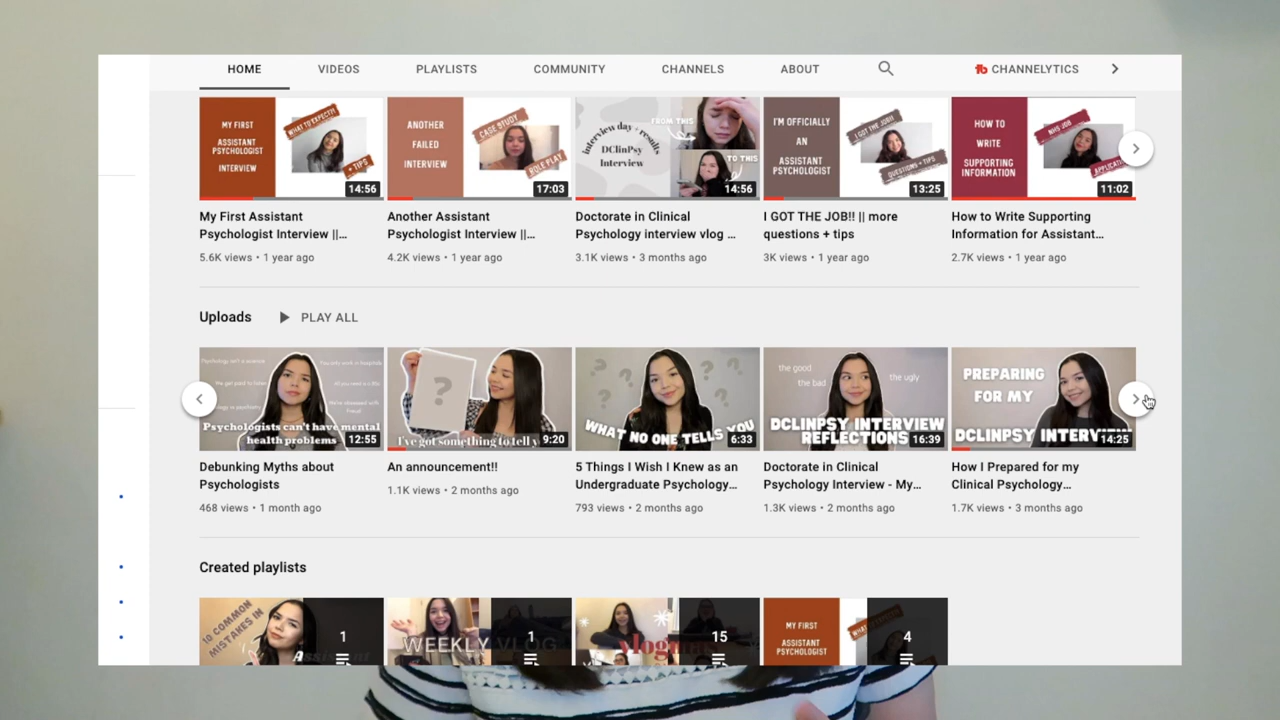 HOME VIDEOS PLAYLISTS COMMUNITY CHANNELS ABOUT CHANNELYTICS
MY FIRST
ASSISTANT
PSYCHOLOGIST
INTERVIEW
WHAT TO EXPECT!
+ TIPS
14:56
ANOTHER
FAILED
INTERVIEW
CASE STUDY
ROLE PLAY
17:03
interview day + results
DClinPsy
Interview
FROM THIS
TO THIS
14:56
I'M OFFICIALLY
AN
ASSISTANT
PSYCHOLOGIST
I GOT THE JOB!!
QUESTIONS + TIPS
13:25
HOW TO
WRITE
SUPPORTING
INFORMATION
NHS JOB
11:02
My First Assistant
Psychologist Interview ||...
5.6K views • 1 year ago
Another Assistant
Psychologist Interview ||...
4.2K views • 1 year ago
Doctorate in Clinical
Psychology interview vlog ...
3.1K views • 3 months ago
I GOT THE JOB!! || more
questions + tips
3K views • 1 year ago
How to Write Supporting
Information for Assistant...
2.7K views • 1 year ago
Uploads PLAY ALL
Psychologists can't have mental
health problems
12:55
?
I've got something to tell y
9:20
WHAT NO ONE TELLS YOU
6:33
the good
the bad
the ugly
DCLINPSY INTERVIEW
REFLECTIONS
16:39
PREPARING
FOR MY
DCLINPSY INTERVIEW
14:25
Debunking Myths about
Psychologists
468 views • 1 month ago
An announcement!!
1.1K views • 2 months ago
5 Things I Wish I Knew as an
Undergraduate Psychology...
793 views • 2 months ago
Doctorate in Clinical
Psychology Interview - My...
1.3K views • 2 months ago
How I Prepared for my
Clinical Psychology...
1.7K views • 3 months ago
Created playlists
10 COMMON
MISTAKES IN
1
WEEKLY VLOG
1
vlogmas
15
MY FIRST
ASSISTANT
PSYCHOLOGIST
4